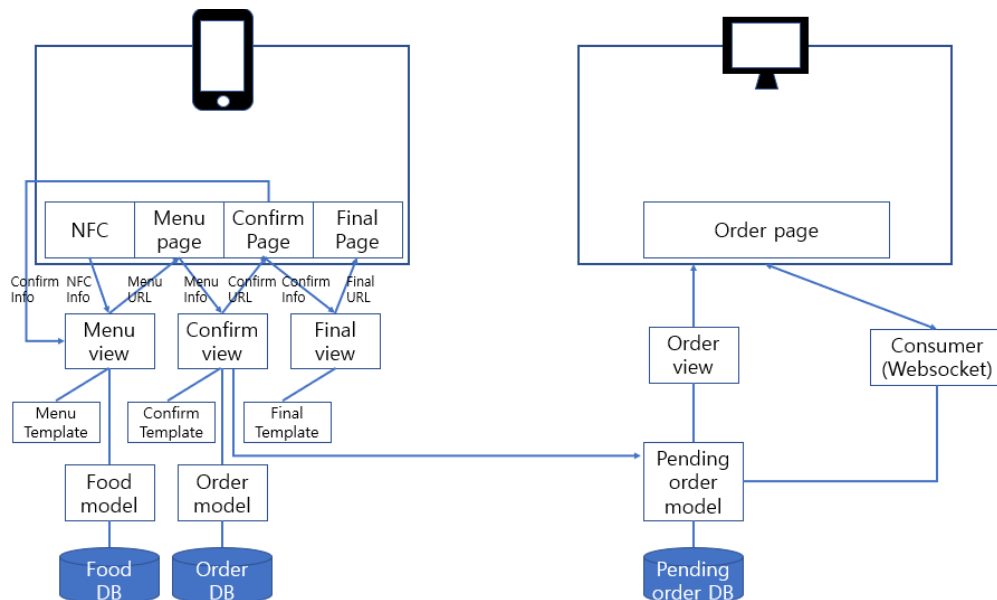 NFC
Menu
page
Confirm
Page
Final
Page
Order page
Confirm
Info
NFC
Info
Menu
URL
Menu
Info
Confirm
URL
Confirm
Info
Final
URL
Menu
view
Confirm
view
Final view
Order
view
Consumer
(Websocket)
Menu
Template
Confirm
Template
Final
Template
Food
model
Order
model
Pending
order
model
Food
DB
Order
DB
Pending
order DB